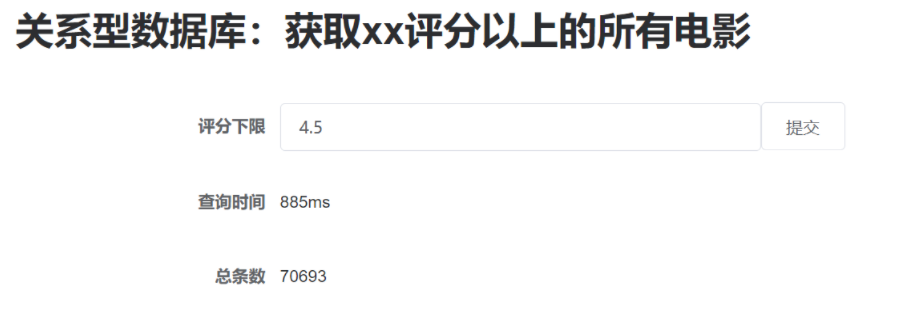 关系型数据库：获取xx评分以上的所有电影
评分下限 4.5 提交
查询时间 885ms
总条数 70693